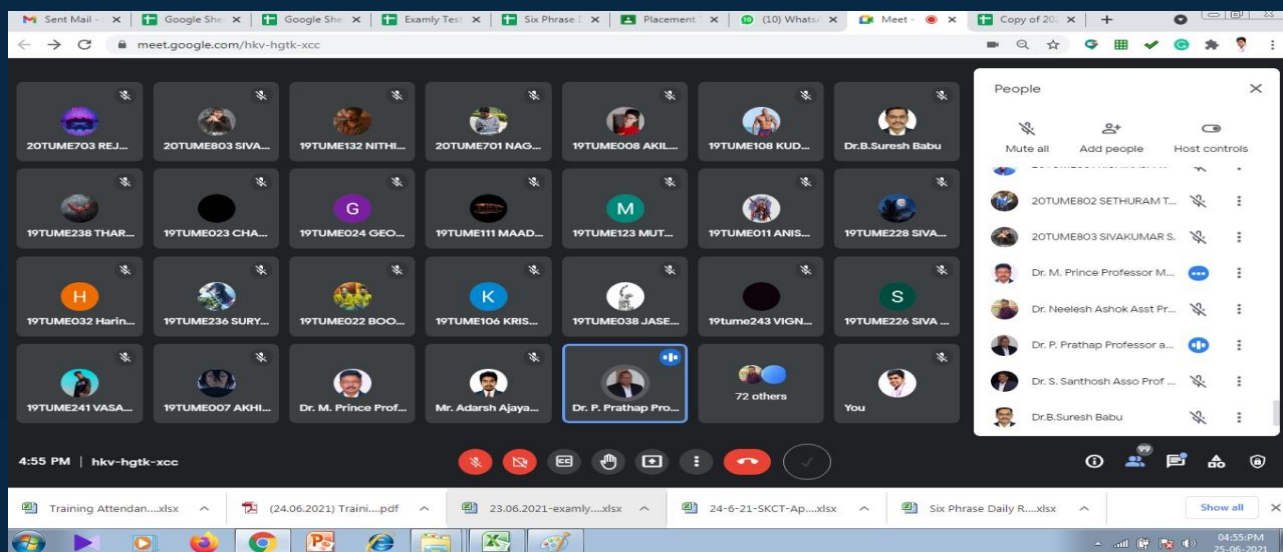 Sent Mail -
Google She
Google She
Examly Tes
Six Phrase
Placement
(10) Whats
Meet -
Copy of 20
meet.google.com/hkv-hgtk-xcc
20TUME703 REJ...
20TUME803 SIVA...
19TUME132 NITHI...
20TUME701 NAG...
19TUME008 AKIL...
19TUME108 KUD...
Dr.B.Suresh Babu
19TUME238 THAR...
19TUME023 CHA...
G
19TUME024 GEO...
19TUME111 MAAD...
M
19TUME123 MUT...
19TUME011 ANIS...
19TUME228 SIVA...
H
19TUME032 Harin...
19TUME236 SURY...
19TUME022 BOO...
K
19TUME106 KRIS...
19TUME038 JASE...
19tume243 VIGN...
S
19TUME226 SIVA ...
19TUME241 VASA...
19TUME007 AKHI...
Dr. M. Prince Prof...
Mr. Adarsh Ajaya...
Dr. P. Prathap Pro...
72 others
You
People
Mute all
Add people
Host controls
20TUME802 SETHURAM T...
20TUME803 SIVAKUMAR S.
Dr. M. Prince Professor M...
Dr. Neelesh Ashok Asst Pr...
Dr. P. Prathap Professor a...
Dr. S. Santhosh Asso Prof ...
Dr.B.Suresh Babu
4:55 PM | hkv-hgtk-xcc
CC
99
Training Attendan....xlsx
(24.06.2021) Traini....pdf
23.06.2021-examly....xlsx
24-6-21-SKCT-Ap....xlsx
Six Phrase Daily R....xlsx
Show all
04:55:PM
25-06-2021